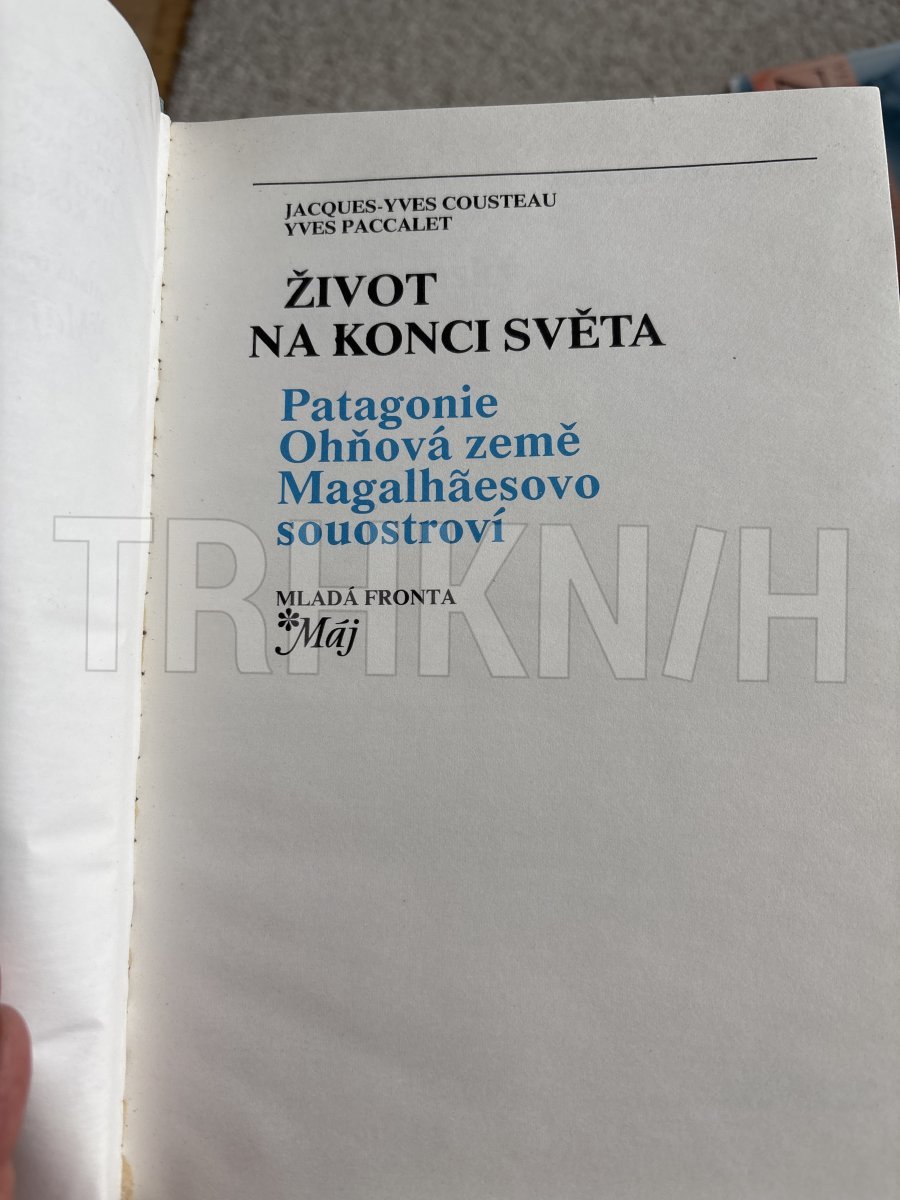 JACQUES-YVES COUSTEAU
YVES PACCALET
ŽIVOT
NA KONCI SVĚTA
Patagonie
Ohňová země
Magalhãesovo
souostroví
MLADÁ FRONTA
*Máj
TRHKNIH